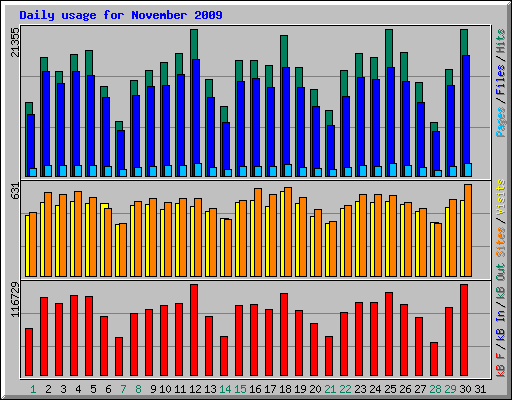 Daily usage for November 2009
21355
Pages / Files / Hits
631
Sites / Visits
116729
kB F / kB In / kB Out
1 2 3 4 5 6 7 8 9 10 11 12 13 14 15 16 17 18 19 20 21 22 23 24 25 26 27 28 29 30 31